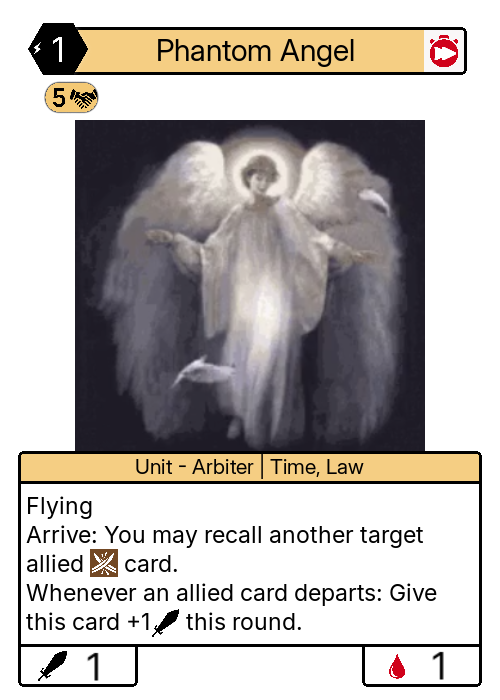 1 Phantom Angel
5
Unit - Arbiter | Time, Law
Flying
Arrive: You may recall another target
allied card.
Whenever an allied card departs: Give
this card +1 this round.
1 1